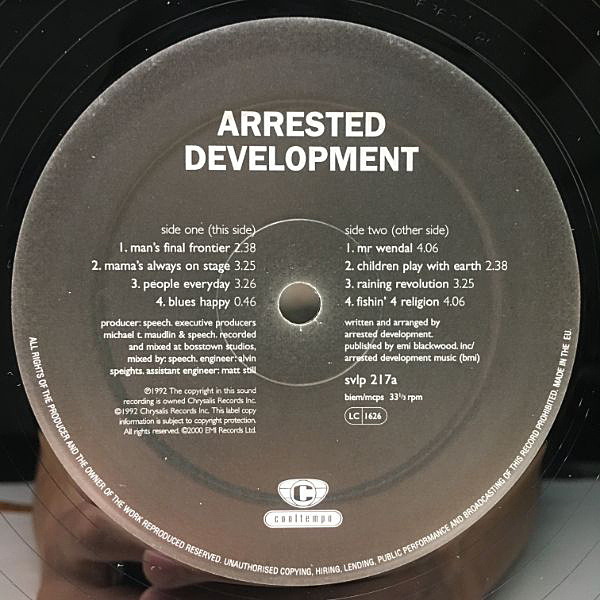 ARRESTED
DEVELOPMENT
side one (this side)
1. man's final frontier 2.38
2. mama's always on stage 3.25
3. people everyday 3.26
4. blues happy 0.46
producer: speech. executive producers
michael t. maudlin & speech. recorded
and mixed at bosstown studios,
mixed by: speech. engineer: alvin
speights. assistant engineer: matt still
℗1992 The copyright in this sound
recording is owned Chrysalis Records Inc.
©1992 Chrysalis Records Inc. This label copy
information is subject to copyright protection.
All rights reserved. ©2000 EMI Records Ltd.
side two (other side)
1. mr wendal 4.06
2. children play with earth 2.38
3. raining revolution 3.25
4. fishin' 4 religion 4.06
written and arranged by
arrested development.
published by emi blackwood. inc/
arrested development music (bmi)
svlp 217a
biem/mcps 33⅓ rpm
LC 1626
C
cooltempo
ALL RIGHTS OF THE PRODUCER AND THE OWNER OF THE WORK REPRODUCED RESERVED. UNAUTHORISED COPYING, HIRING, LENDING, PUBLIC PERFORMANCE AND BROADCASTING OF THIS RECORD PROHIBITED. MADE IN THE EU.